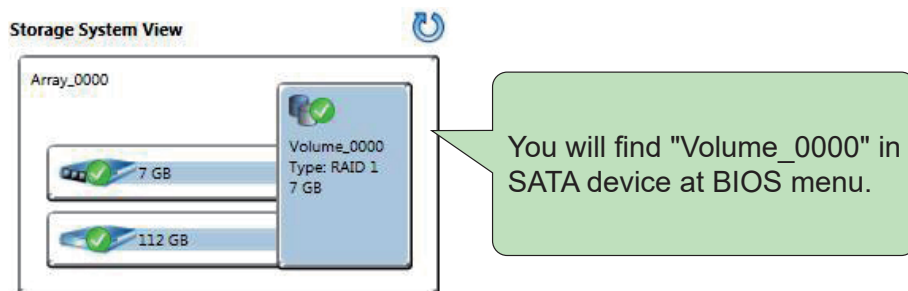 Storage System View
Array_0000
Volume_0000
Type: RAID 1
7 GB
7 GB
112 GB
You will find "Volume_0000" in
SATA device at BIOS menu.